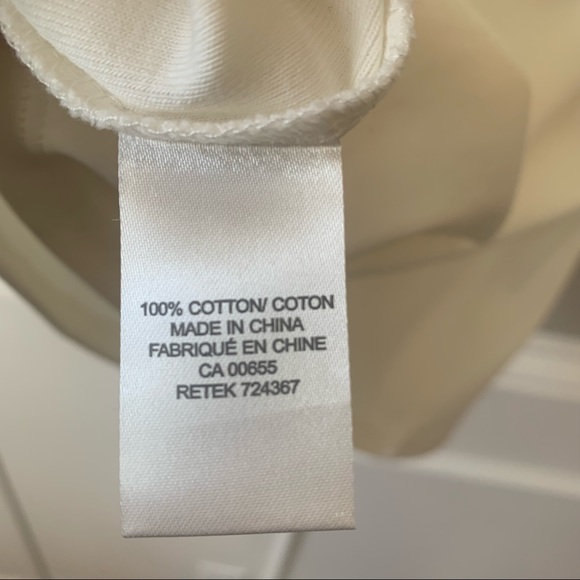 100% COTTON/ COTON
MADE IN CHINA
FABRIQUÉ EN CHINE
CA 00655
RETEK 724367